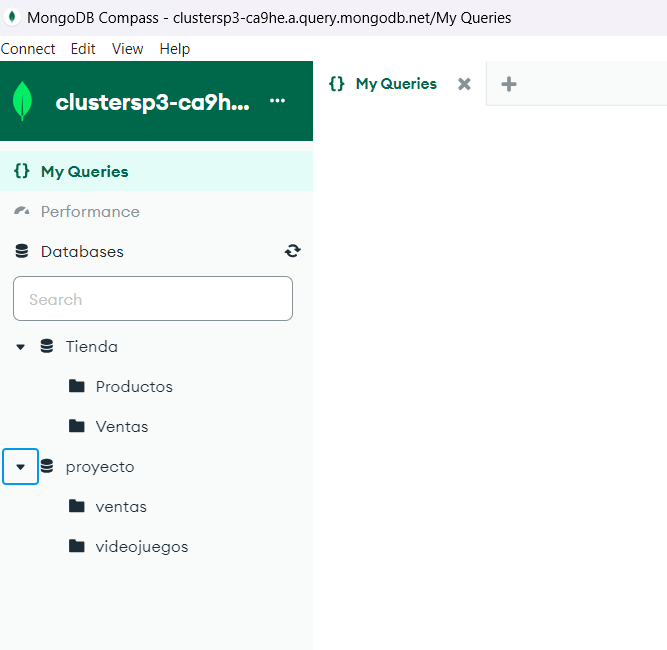 MongoDB Compass - clustersp3-ca9he.a.query.mongodb.net/My Queries
Connect Edit View Help
clustersp3-ca9h... ···
{} My Queries
{} My Queries
Performance
Databases
Search
Tienda
Productos
Ventas
proyecto
ventas
videojuegos